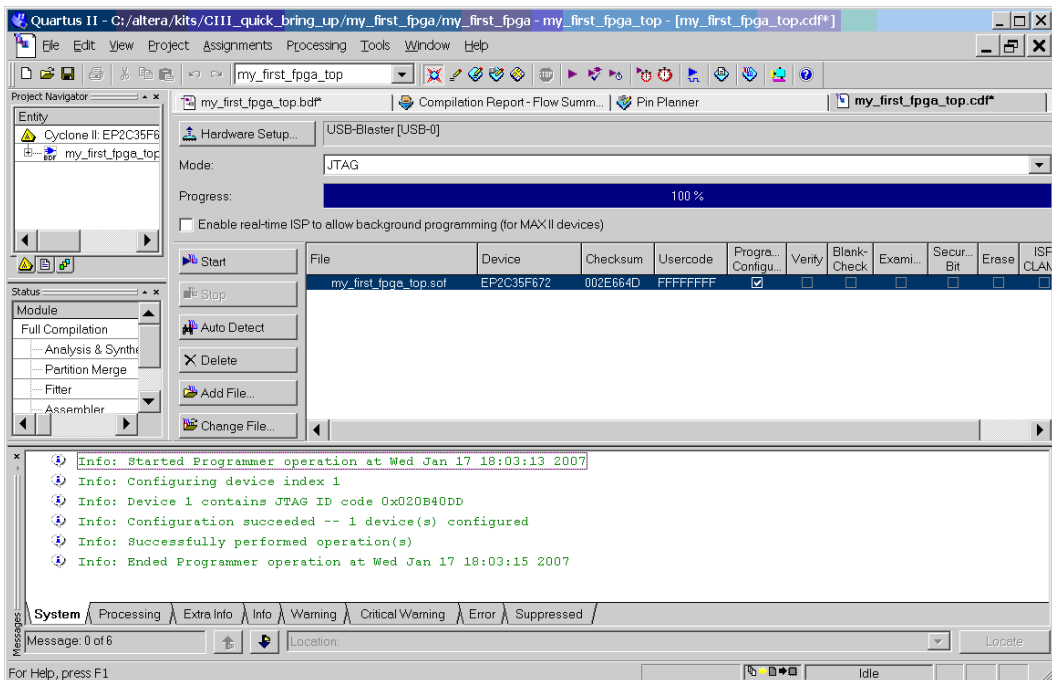 Quartus II - C:/altera/kits/CIII_quick_bring_up/my_first_fpga/my_first_fpga - my_first_fpga_top - [my_first_fpga_top.cdf*]
File Edit View Project Assignments Processing Tools Window Help
my_first_fpga_top
Project Navigator
Entity
Cyclone II: EP2C35F6
my_first_fpga_top
my_first_fpga_top.bdf*
Compilation Report - Flow Summ...
Pin Planner
my_first_fpga_top.cdf*
Hardware Setup...
USB-Blaster [USB-0]
Mode:
JTAG
Progress:
100 %
Enable real-time ISP to allow background programming (for MAX II devices)
Start
Stop
Auto Detect
Delete
Add File...
Change File...
File Device Checksum Usercode Progra... Configu... Verify Blank-Check Exami... Secur... Bit Erase ISP CLAM
my_first_fpga_top.sof EP2C35F672 002E664D FFFFFFFF
Status
Module
Full Compilation
Analysis & Synthe
Partition Merge
Fitter
Assembler
Info: Started Programmer operation at Wed Jan 17 18:03:13 2007
Info: Configuring device index 1
Info: Device 1 contains JTAG ID code 0x020B40DD
Info: Configuration succeeded -- 1 device(s) configured
Info: Successfully performed operation(s)
Info: Ended Programmer operation at Wed Jan 17 18:03:15 2007
System Processing Extra Info Info Warning Critical Warning Error Suppressed
Messages
Message: 0 of 6
Location:
Locate
For Help, press F1
Idle